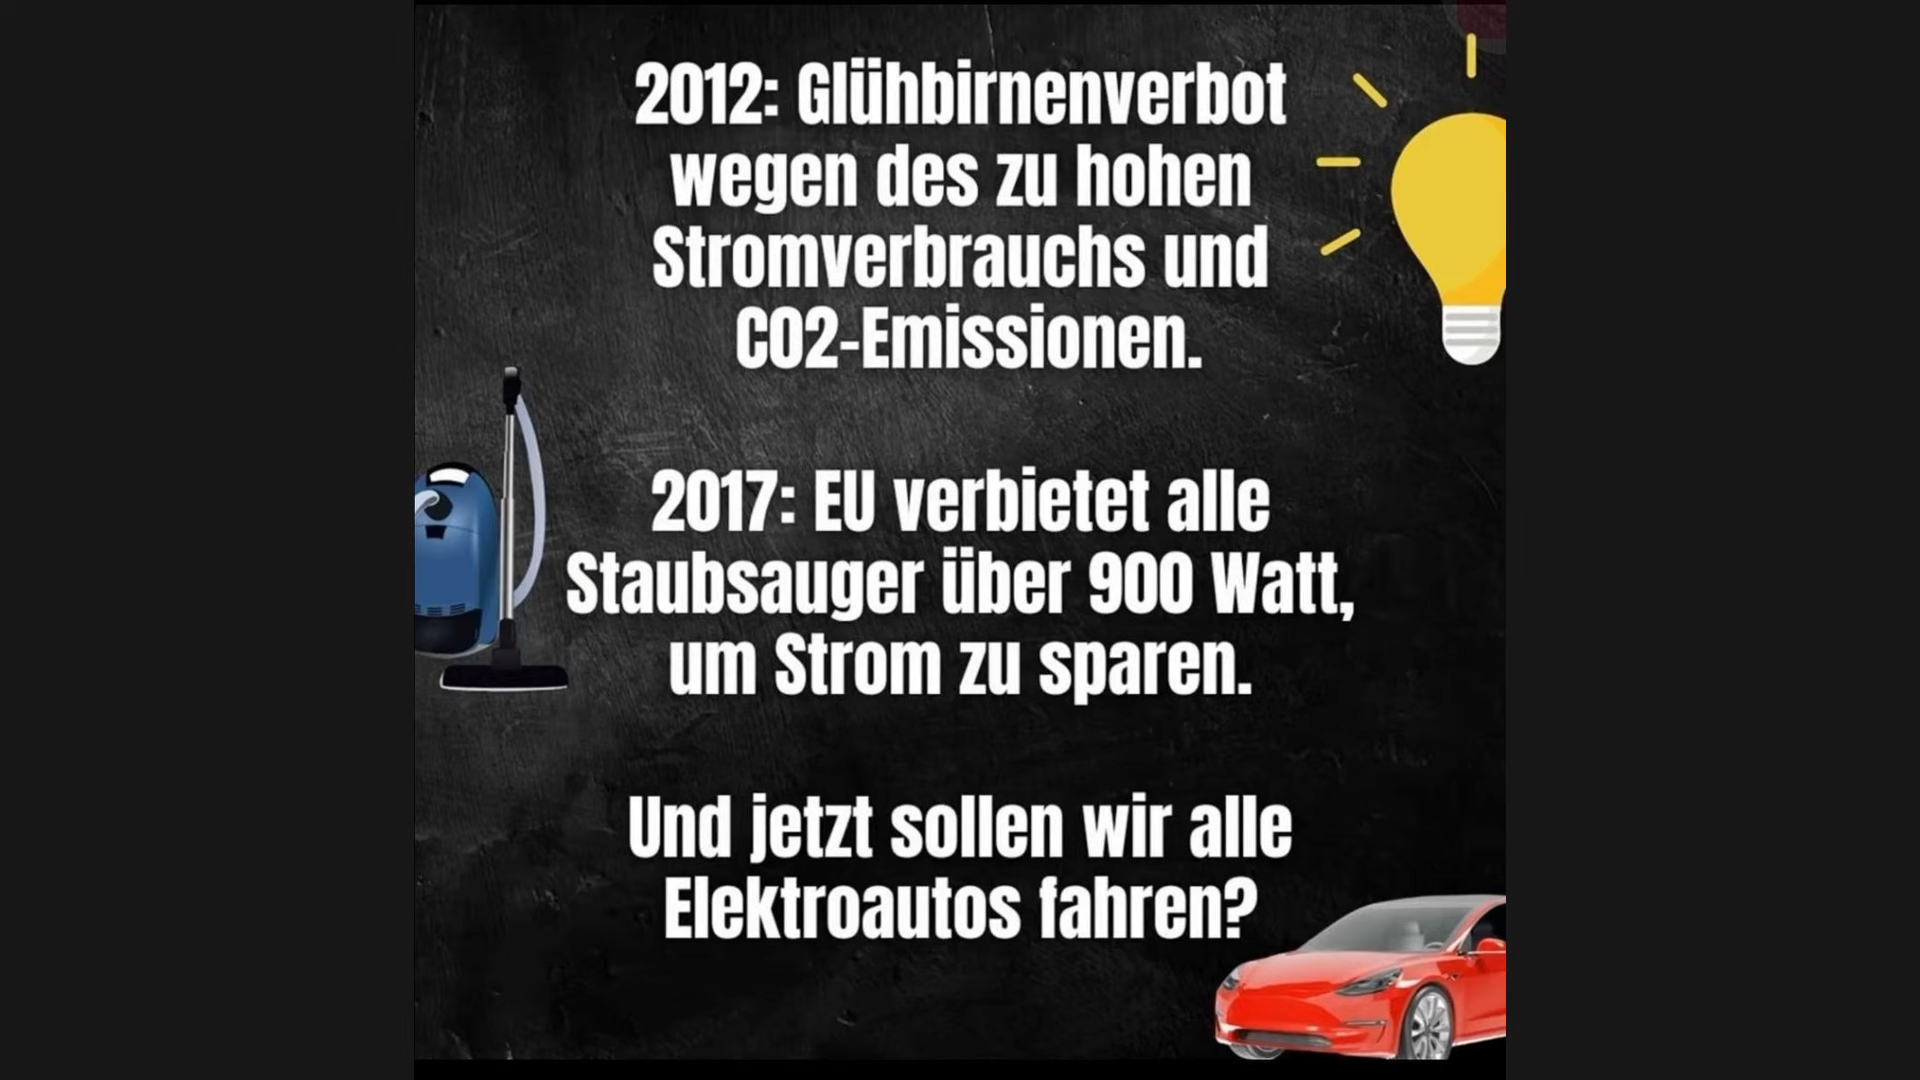 2012: Glühbirnenverbot
wegen des zu hohen
Stromverbrauchs und
CO2-Emissionen.
2017: EU verbietet alle
Staubsauger über 900 Watt,
um Strom zu sparen.
Und jetzt sollen wir alle
Elektroautos fahren?